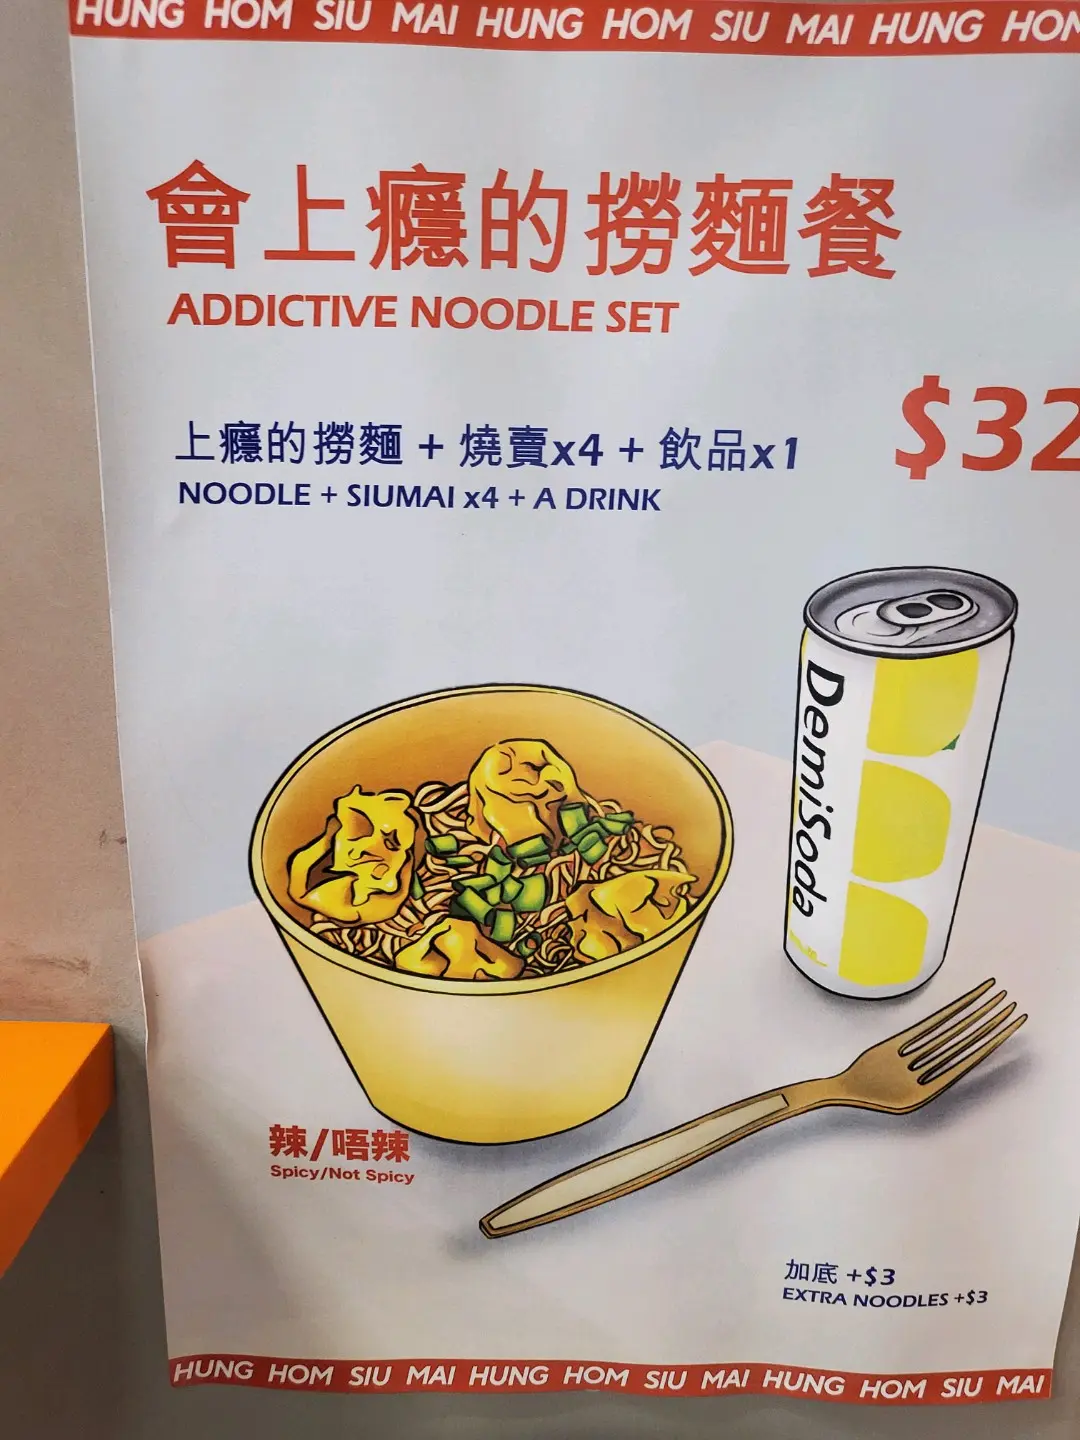 HUNG HOM SIU MAI HUNG HOM SIU MAI HUNG HOM
會上癮的撈麵餐
ADDICTIVE NOODLE SET
$32
上癮的撈麵 + 燒賣x4 + 飲品x1
NOODLE + SIUMAI x4 + A DRINK
DemiSoda
辣/唔辣
Spicy/Not Spicy
加底 +$3
EXTRA NOODLES +$3
HUNG HOM SIU MAI HUNG HOM SIU MAI HUNG HOM SIU MAI